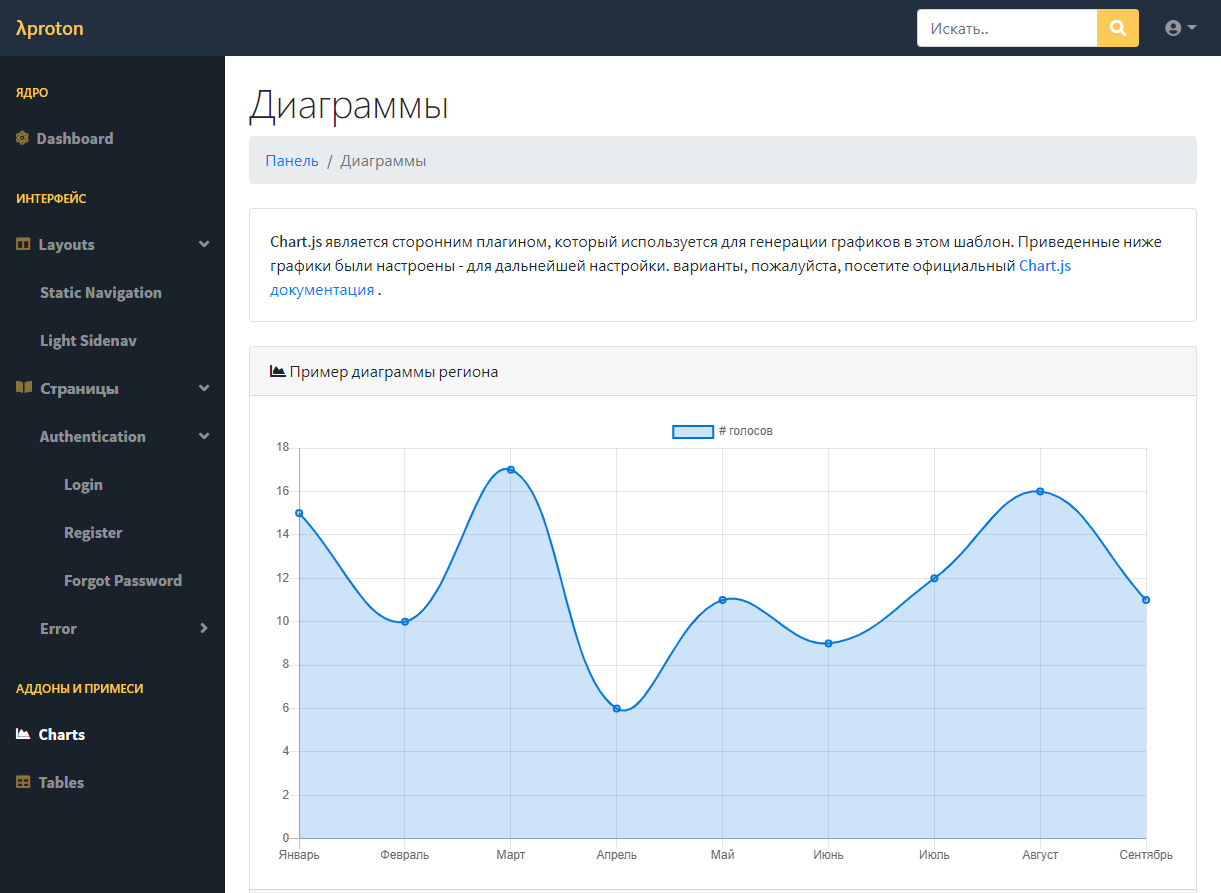 λproton
Искать..
ЯДРО
Dashboard
ИНТЕРФЕЙС
Layouts
Static Navigation
Light Sidenav
Страницы
Authentication
Login
Register
Forgot Password
Error
АДДОНЫ И ПРИМЕСИ
Charts
Tables
Диаграммы
Панель / Диаграммы
Chart.js является сторонним плагином, который используется для генерации графиков в этом шаблон. Приведенные ниже
графики были настроены - для дальнейшей настройки. варианты, пожалуйста, посетите официальный Chart.js
документация .
Пример диаграммы региона
# голосов
18
16
14
12
10
8
6
4
2
0
Январь Февраль Март Апрель Май Июнь Июль Август Сентябрь